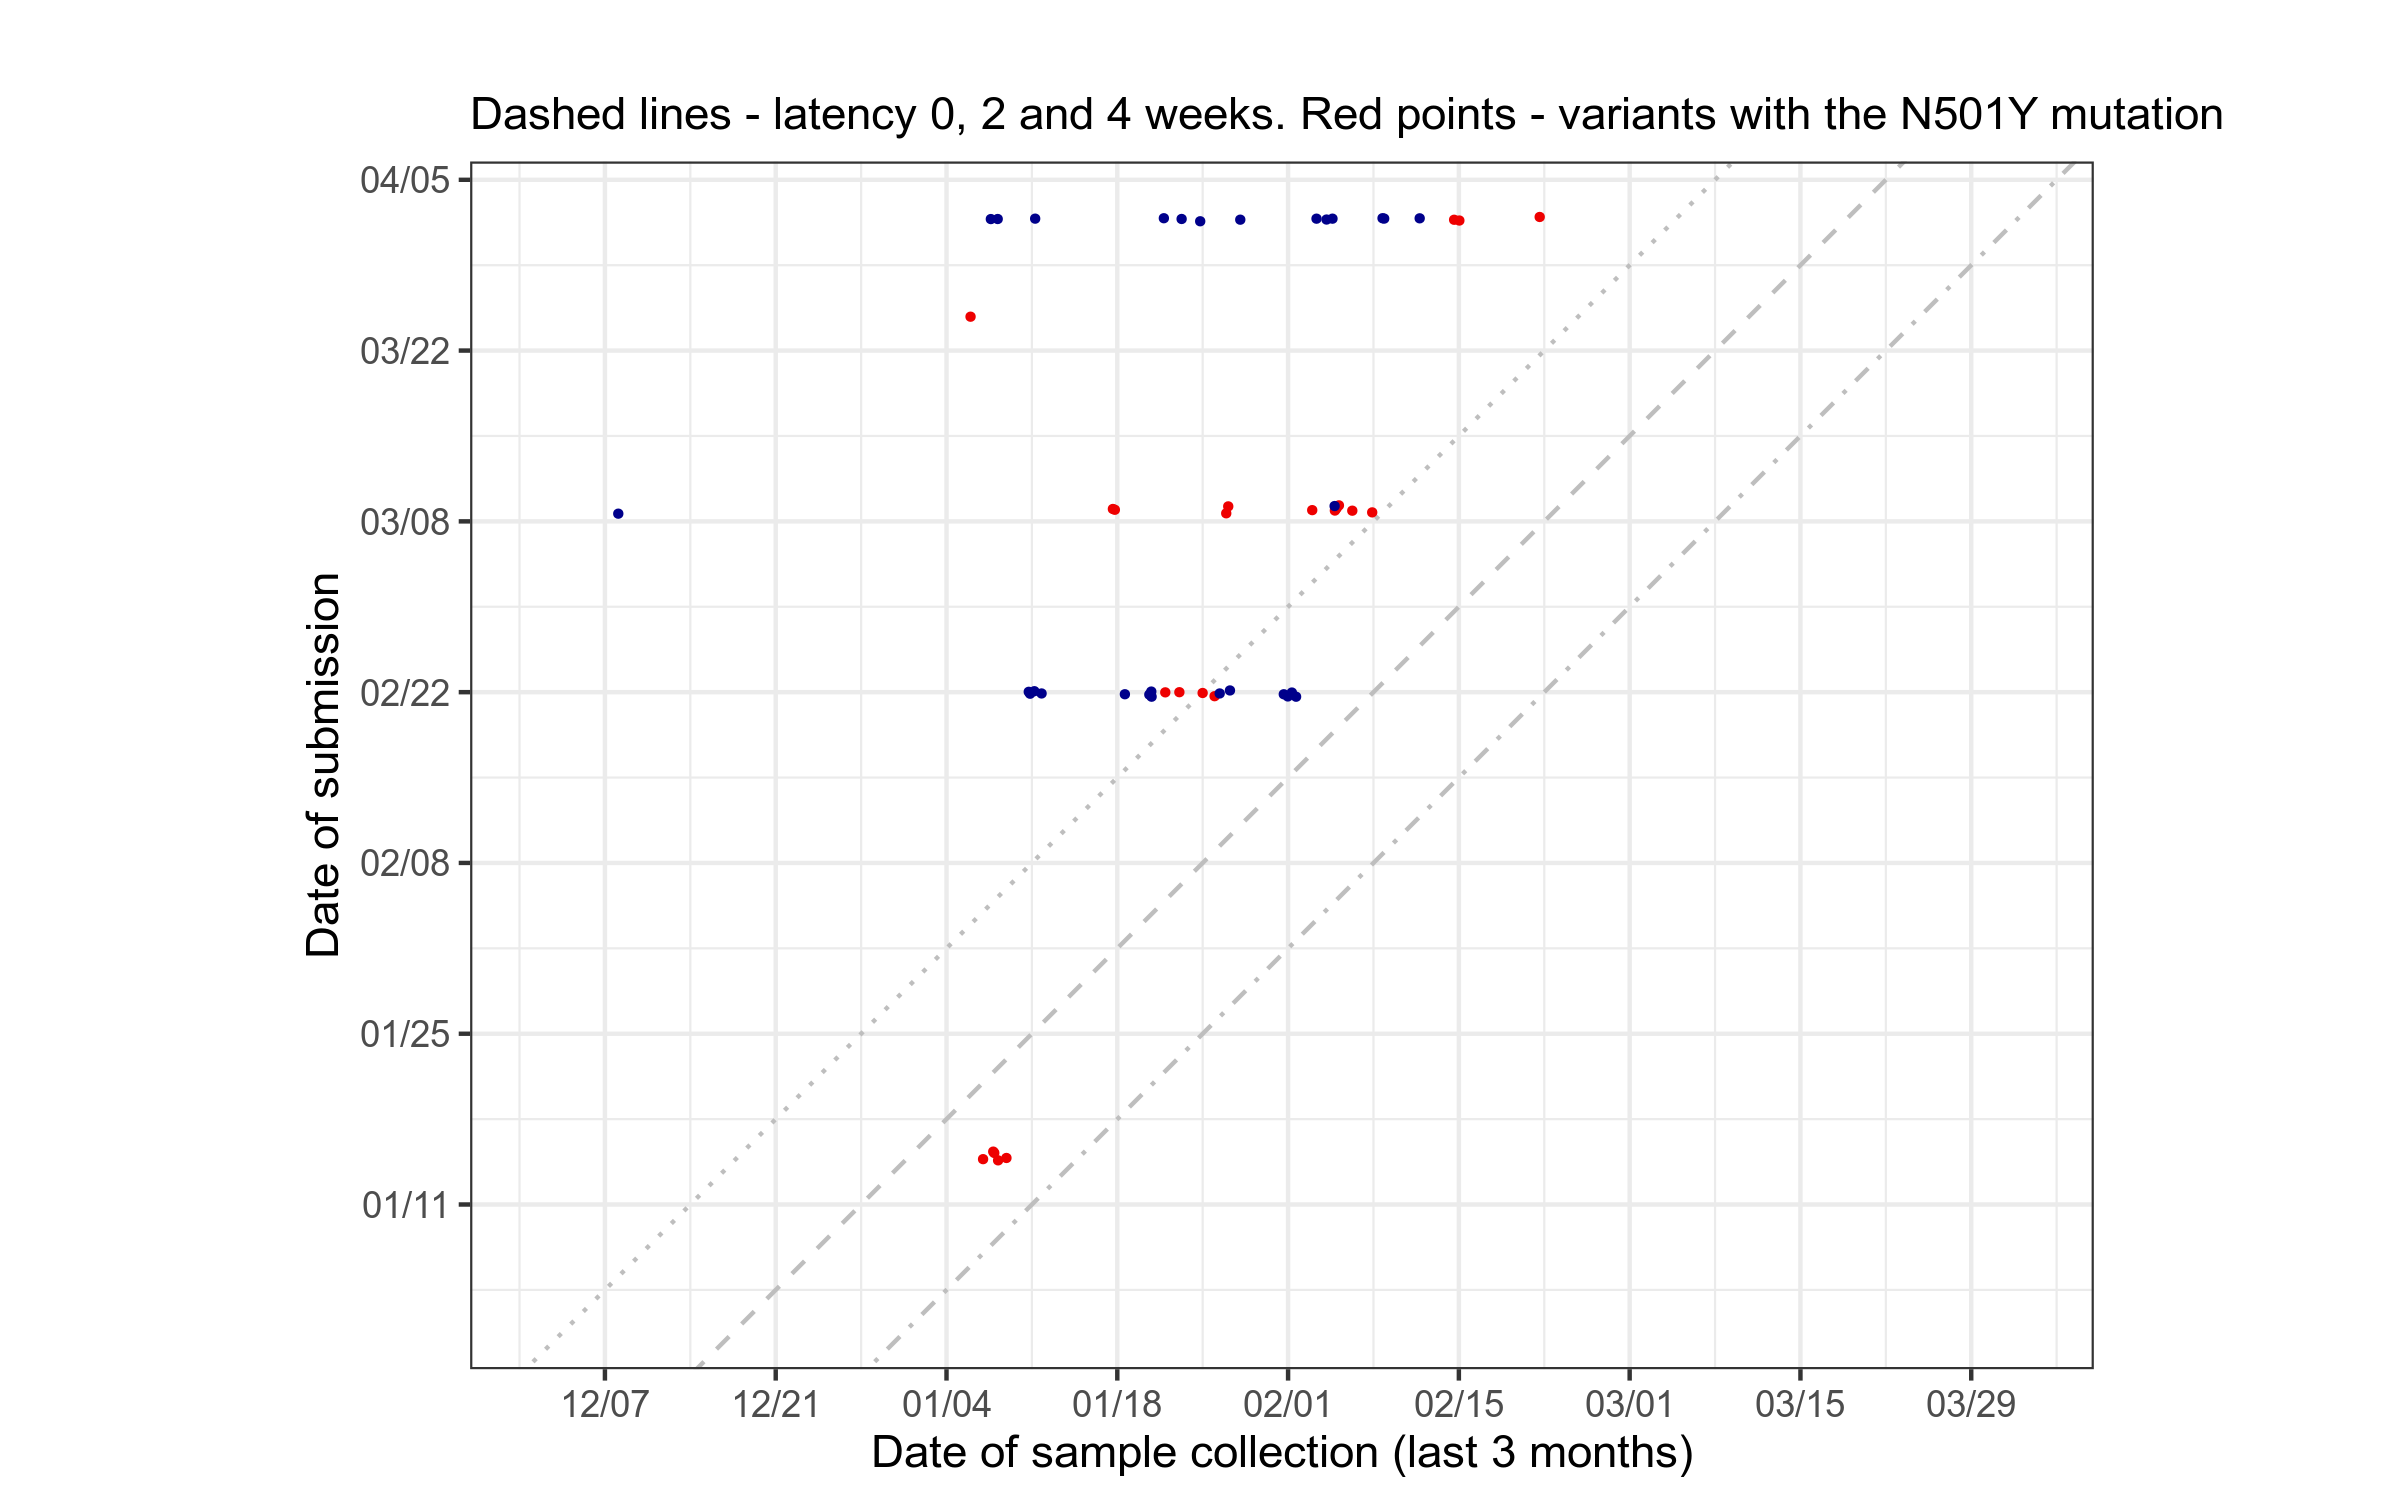 Dashed lines - latency 0, 2 and 4 weeks. Red points - variants with the N501Y mutation
04/05
03/22
03/08
02/22
02/08
01/25
01/11
Date of submission
12/07 12/21 01/04 01/18 02/01 02/15 03/01 03/15 03/29
Date of sample collection (last 3 months)